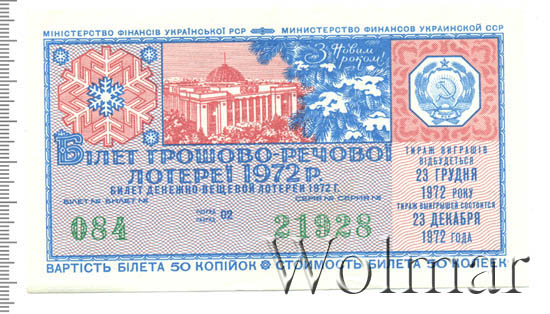 МІНІСТЕРСТВО ФІНАНСІВ УКРАЇНСЬКОЇ РСР ❄ МИНИСТЕРСТВО ФИНАНСОВ УКРАИНСКОЙ ССР
З Новим роком!
БІЛЕТ ГРОШОВО-РЕЧОВОЇ
ЛОТЕРЕЇ 1972 Р.
БИЛЕТ ДЕНЕЖНО-ВЕЩЕВОЙ ЛОТЕРЕИ 1972 Г.
БІЛЕТ № БИЛЕТ №
084
РОЗРЯД 02
РАЗРЯД
СЕРІЯ № СЕРИЯ №
21928
ТИРАЖ ВИГРАШІВ
ВІДБУДЕТЬСЯ
23 ГРУДНЯ
1972 РОКУ
ТИРАЖ ВЫИГРЫШЕЙ СОСТОИТСЯ
23 ДЕКАБРЯ
1972 ГОДА
ВАРТІСТЬ БІЛЕТА 50 КОПІЙОК ❄ СТОИМОСТЬ БИЛЕТА 50 КОПЕЕК
Wolmar